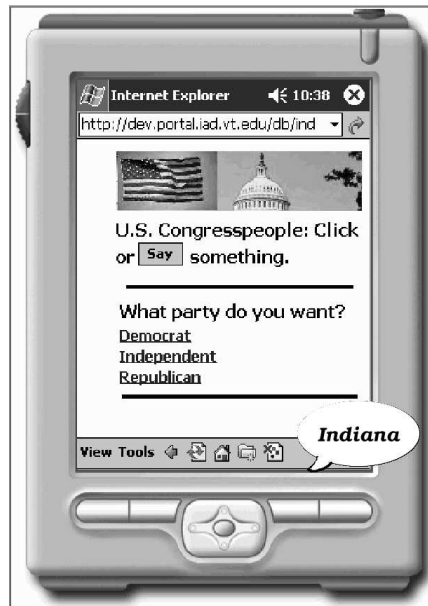 Internet Explorer 10:38
http://dev.portal.iad.vt.edu/db/ind
U.S. Congresspeople: Click
or Say something.
What party do you want?
Democrat
Independent
Republican
Indiana
View Tools